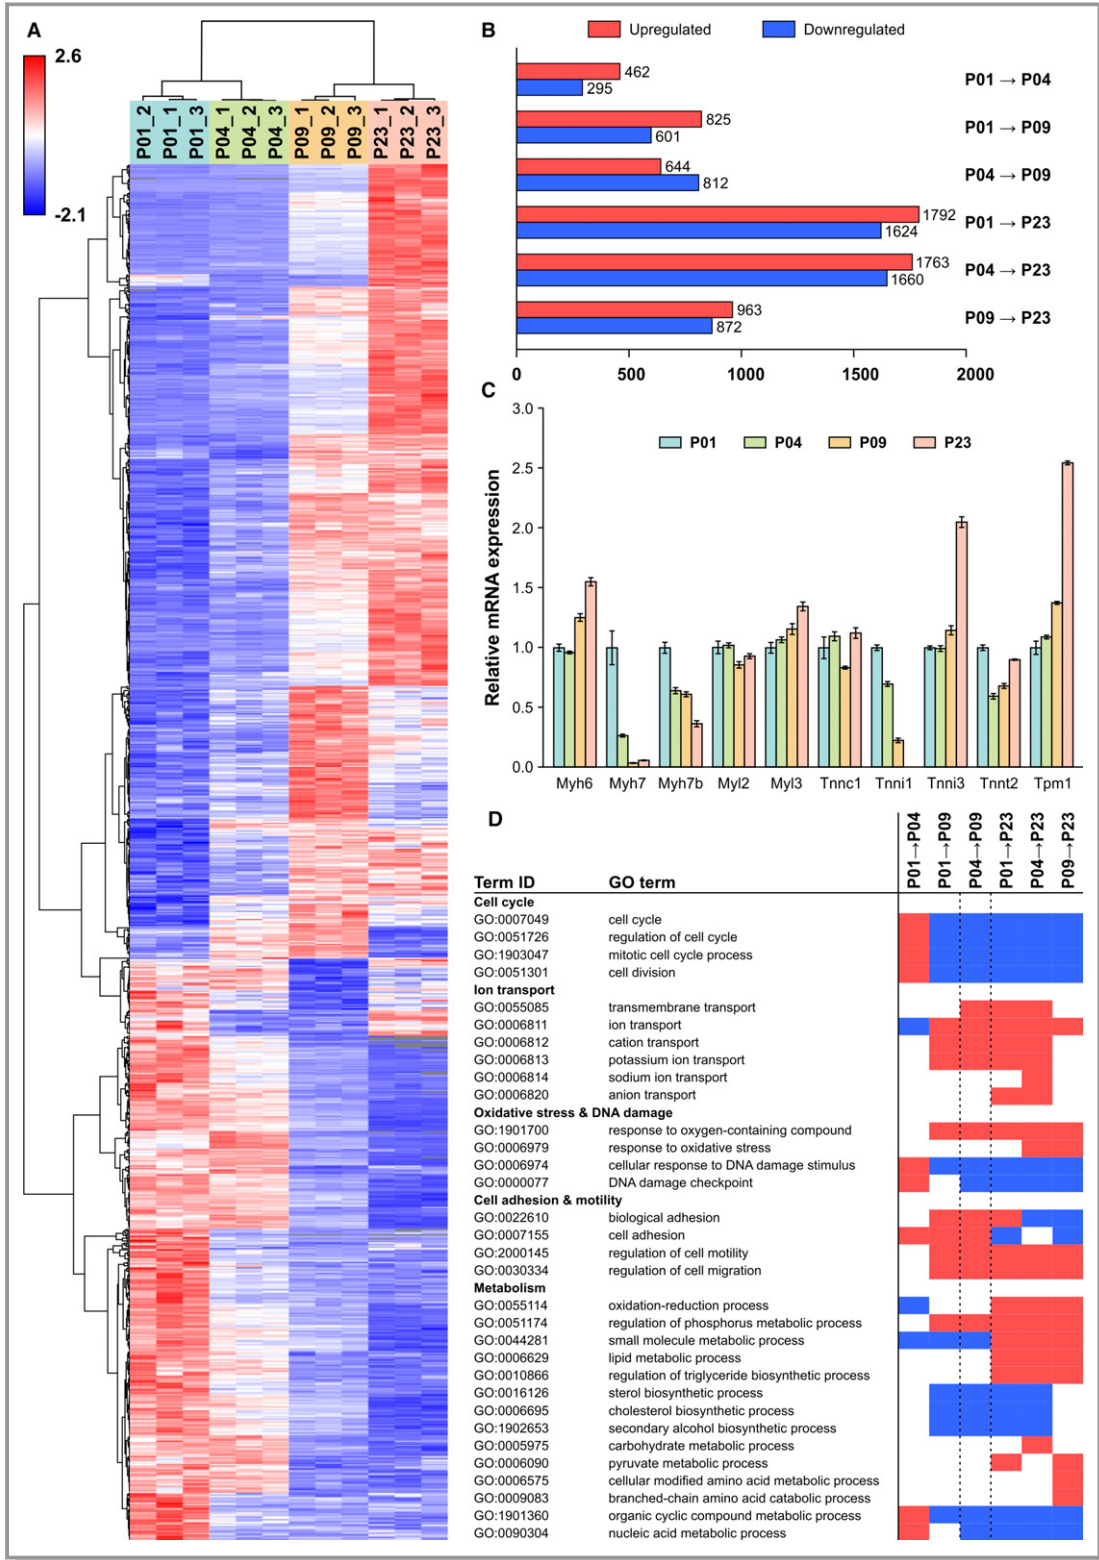 A
2.6
-2.1
P01_2
P01_1
P01_3
P04_1
P04_2
P04_3
P09_1
P09_2
P09_3
P23_1
P23_2
P23_3
B
Upregulated
Downregulated
462
295
P01 → P04
825
601
P01 → P09
644
812
P04 → P09
1792
1624
P01 → P23
1763
1660
P04 → P23
963
872
P09 → P23
0 500 1000 1500 2000
C
Relative mRNA expression
3.0
2.5
2.0
1.5
1.0
0.5
0.0
P01 P04 P09 P23
Myh6 Myh7 Myh7b Myl2 Myl3 Tnnc1 Tnni1 Tnni3 Tnnt2 Tpm1
D
P01→P04
P01→P09
P04→P09
P01→P23
P04→P23
P09→P23
Term ID GO term
Cell cycle
GO:0007049 cell cycle
GO:0051726 regulation of cell cycle
GO:1903047 mitotic cell cycle process
GO:0051301 cell division
Ion transport
GO:0055085 transmembrane transport
GO:0006811 ion transport
GO:0006812 cation transport
GO:0006813 potassium ion transport
GO:0006814 sodium ion transport
GO:0006820 anion transport
Oxidative stress & DNA damage
GO:1901700 response to oxygen-containing compound
GO:0006979 response to oxidative stress
GO:0006974 cellular response to DNA damage stimulus
GO:0000077 DNA damage checkpoint
Cell adhesion & motility
GO:0022610 biological adhesion
GO:0007155 cell adhesion
GO:2000145 regulation of cell motility
GO:0030334 regulation of cell migration
Metabolism
GO:0055114 oxidation-reduction process
GO:0051174 regulation of phosphorus metabolic process
GO:0044281 small molecule metabolic process
GO:0006629 lipid metabolic process
GO:0010866 regulation of triglyceride biosynthetic process
GO:0016126 sterol biosynthetic process
GO:0006695 cholesterol biosynthetic process
GO:1902653 secondary alcohol biosynthetic process
GO:0005975 carbohydrate metabolic process
GO:0006090 pyruvate metabolic process
GO:0006575 cellular modified amino acid metabolic process
GO:0009083 branched-chain amino acid catabolic process
GO:1901360 organic cyclic compound metabolic process
GO:0090304 nucleic acid metabolic process